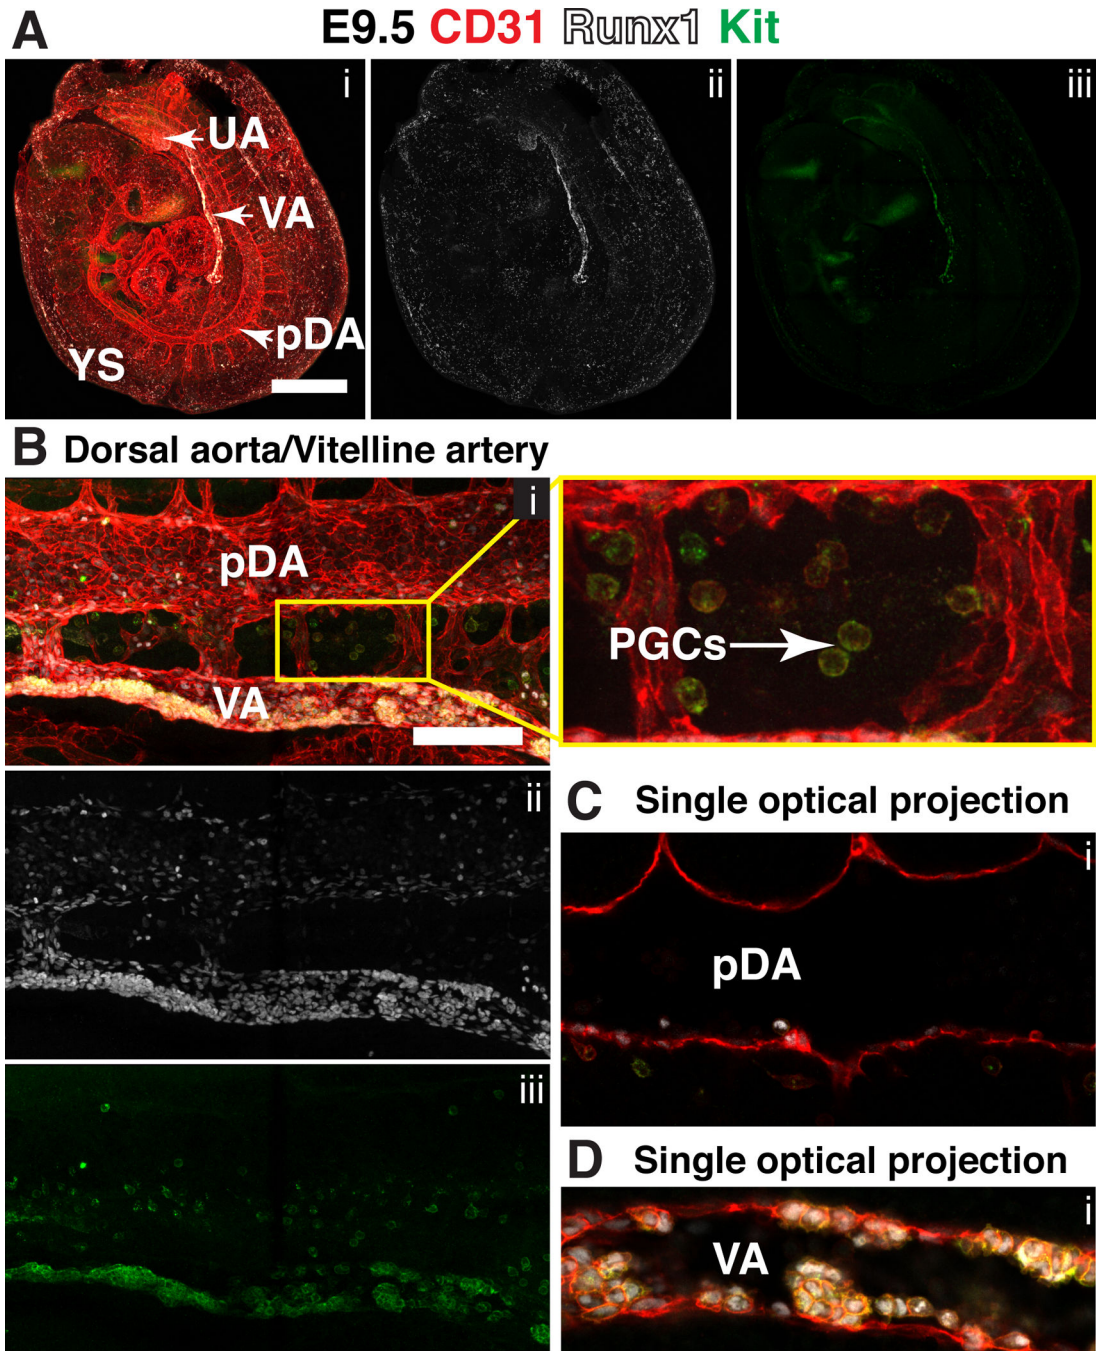 A
E9.5 CD31 Runx1 Kit
i
UA
VA
pDA
YS
ii
iii
B Dorsal aorta/Vitelline artery
i
pDA
VA
PGCs
ii
iii
C Single optical projection
i
pDA
D Single optical projection
i
VA